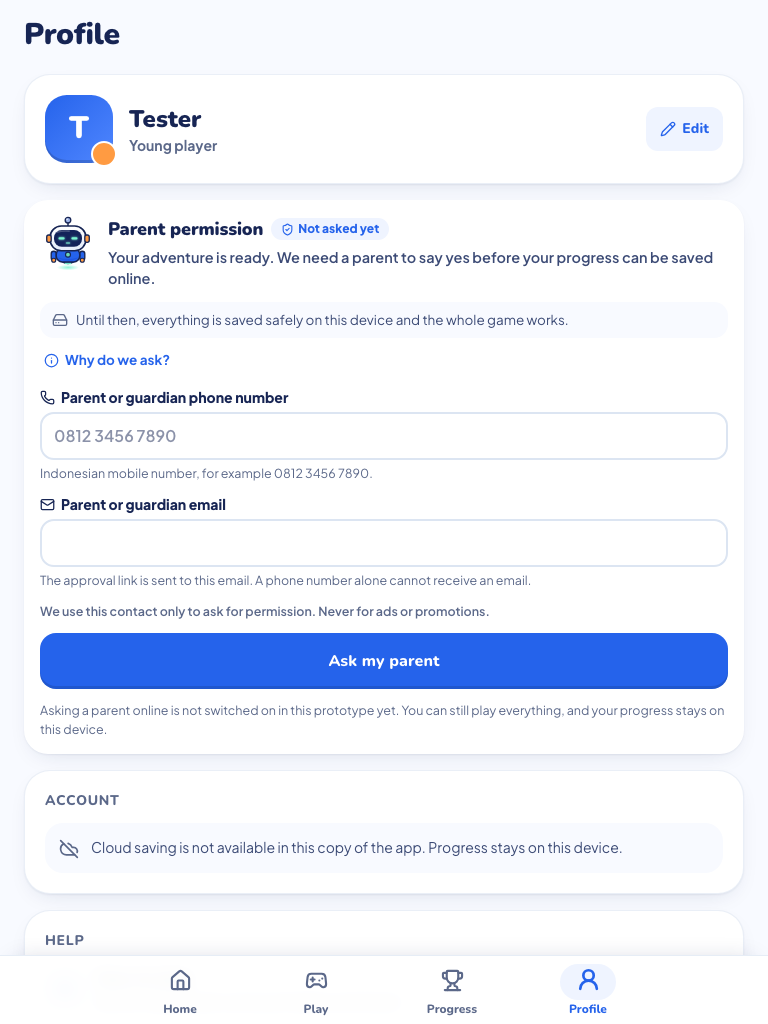 Profile
T
Tester
Young player
Edit
Parent permission
Not asked yet
Your adventure is ready. We need a parent to say yes before your progress can be saved
online.
Until then, everything is saved safely on this device and the whole game works.
Why do we ask?
Parent or guardian phone number
0812 3456 7890
Indonesian mobile number, for example 0812 3456 7890.
Parent or guardian email
The approval link is sent to this email. A phone number alone cannot receive an email.
We use this contact only to ask for permission. Never for ads or promotions.
Ask my parent
Asking a parent online is not switched on in this prototype yet. You can still play everything, and your progress stays on
this device.
ACCOUNT
Cloud saving is not available in this copy of the app. Progress stays on this device.
HELP
Home
Play
Progress
Profile